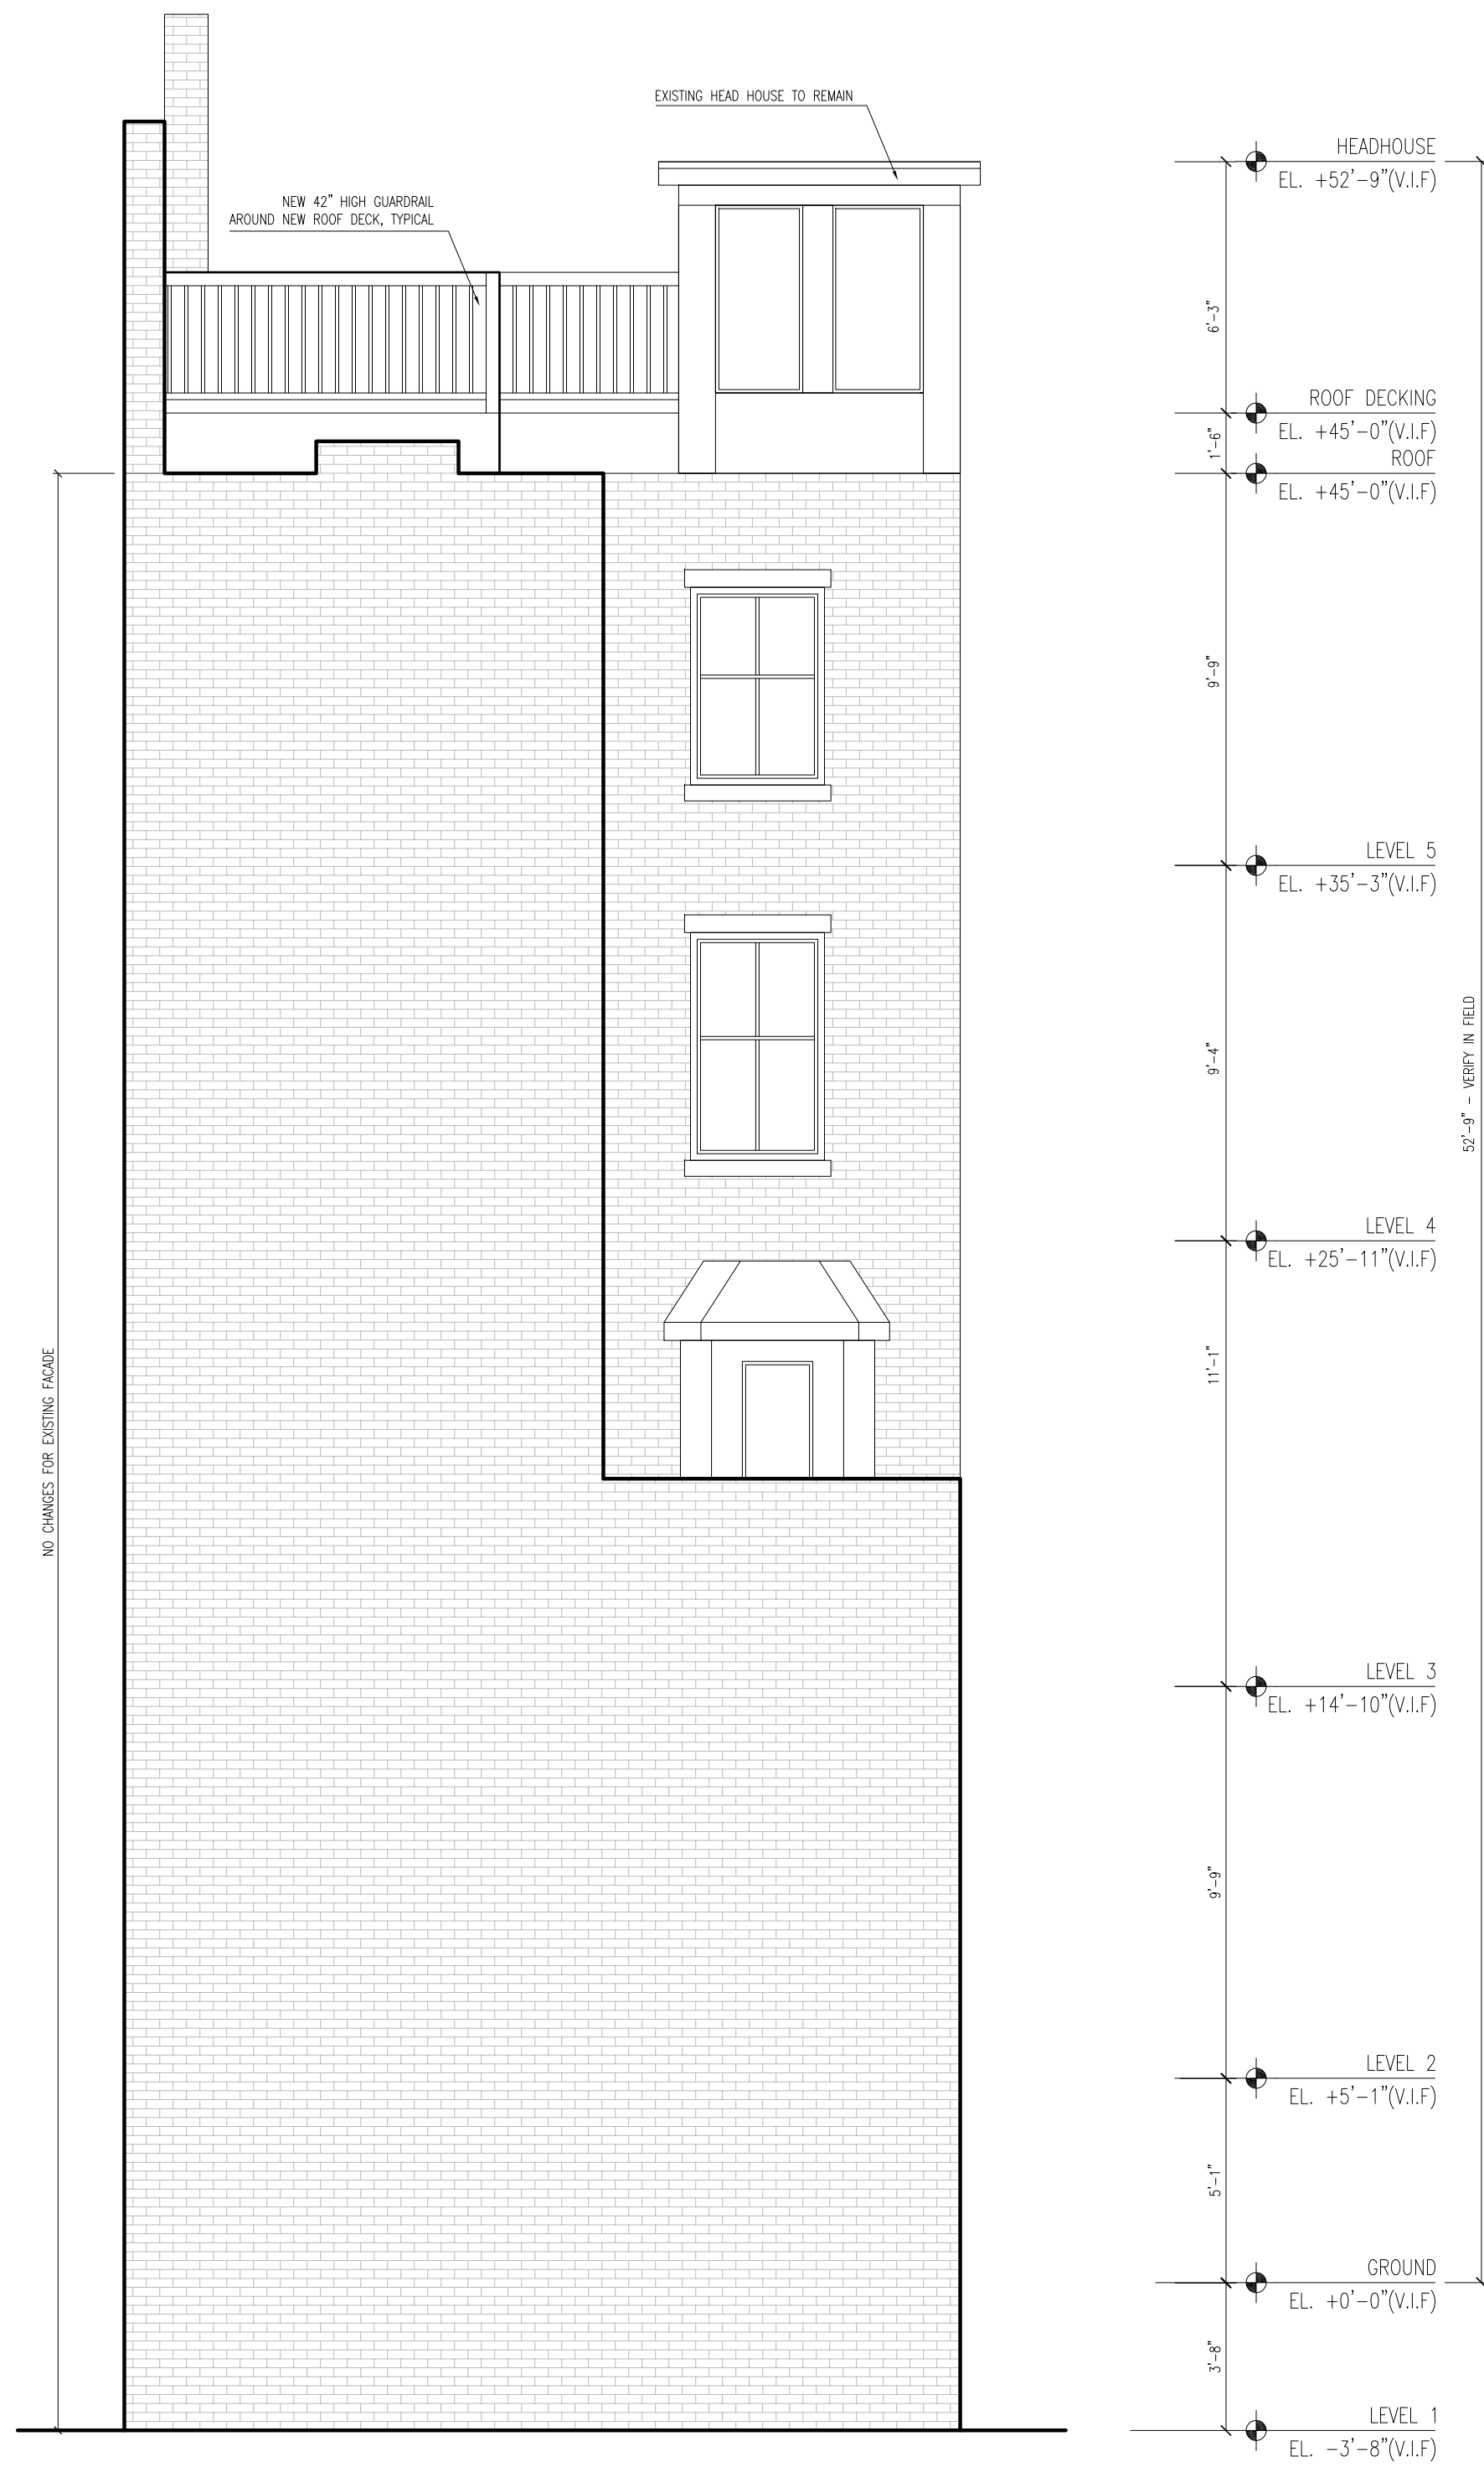 EXISTING HEAD HOUSE TO REMAIN
NEW 42" HIGH GUARDRAIL
AROUND NEW ROOF DECK, TYPICAL
NO CHANGES FOR EXISTING FACADE
HEADHOUSE
EL. +52'-9"(V.I.F)
6'-3"
ROOF DECKING
EL. +45'-0"(V.I.F)
1'-6"
ROOF
EL. +45'-0"(V.I.F)
9'-9"
LEVEL 5
EL. +35'-3"(V.I.F)
9'-4"
52'-9" - VERIFY IN FIELD
LEVEL 4
EL. +25'-11"(V.I.F)
11'-1"
LEVEL 3
EL. +14'-10"(V.I.F)
9'-9"
LEVEL 2
EL. +5'-1"(V.I.F)
5'-1"
GROUND
EL. +0'-0"(V.I.F)
3'-8"
LEVEL 1
EL. -3'-8"(V.I.F)